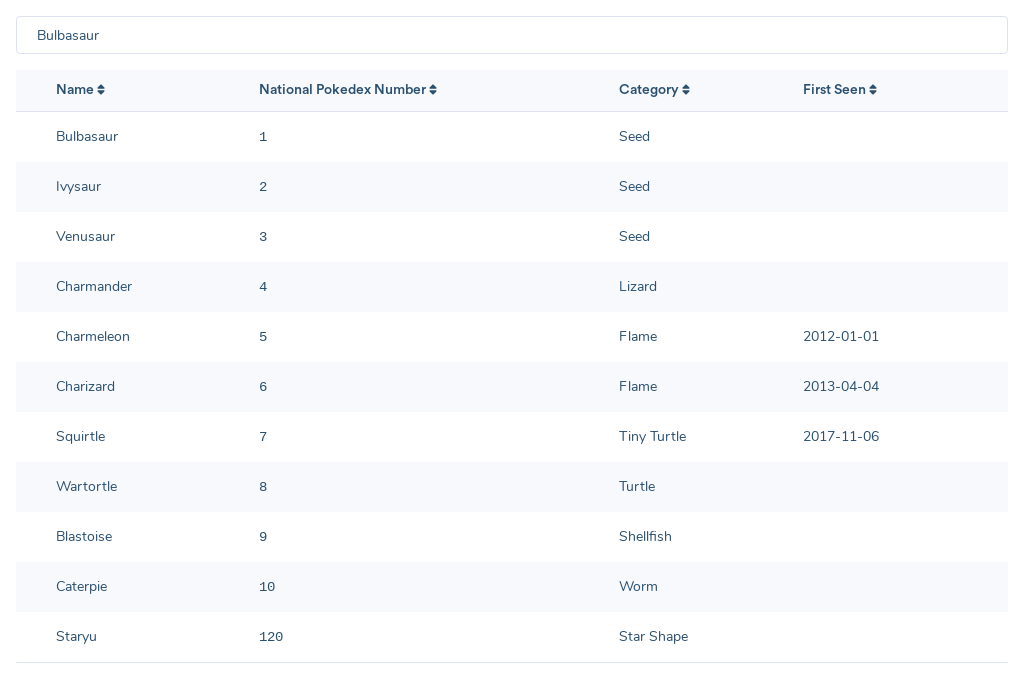 Bulbasaur
Name National Pokedex Number Category First Seen
Bulbasaur 1 Seed
Ivysaur 2 Seed
Venusaur 3 Seed
Charmander 4 Lizard
Charmeleon 5 Flame 2012-01-01
Charizard 6 Flame 2013-04-04
Squirtle 7 Tiny Turtle 2017-11-06
Wartortle 8 Turtle
Blastoise 9 Shellfish
Caterpie 10 Worm
Staryu 120 Star Shape